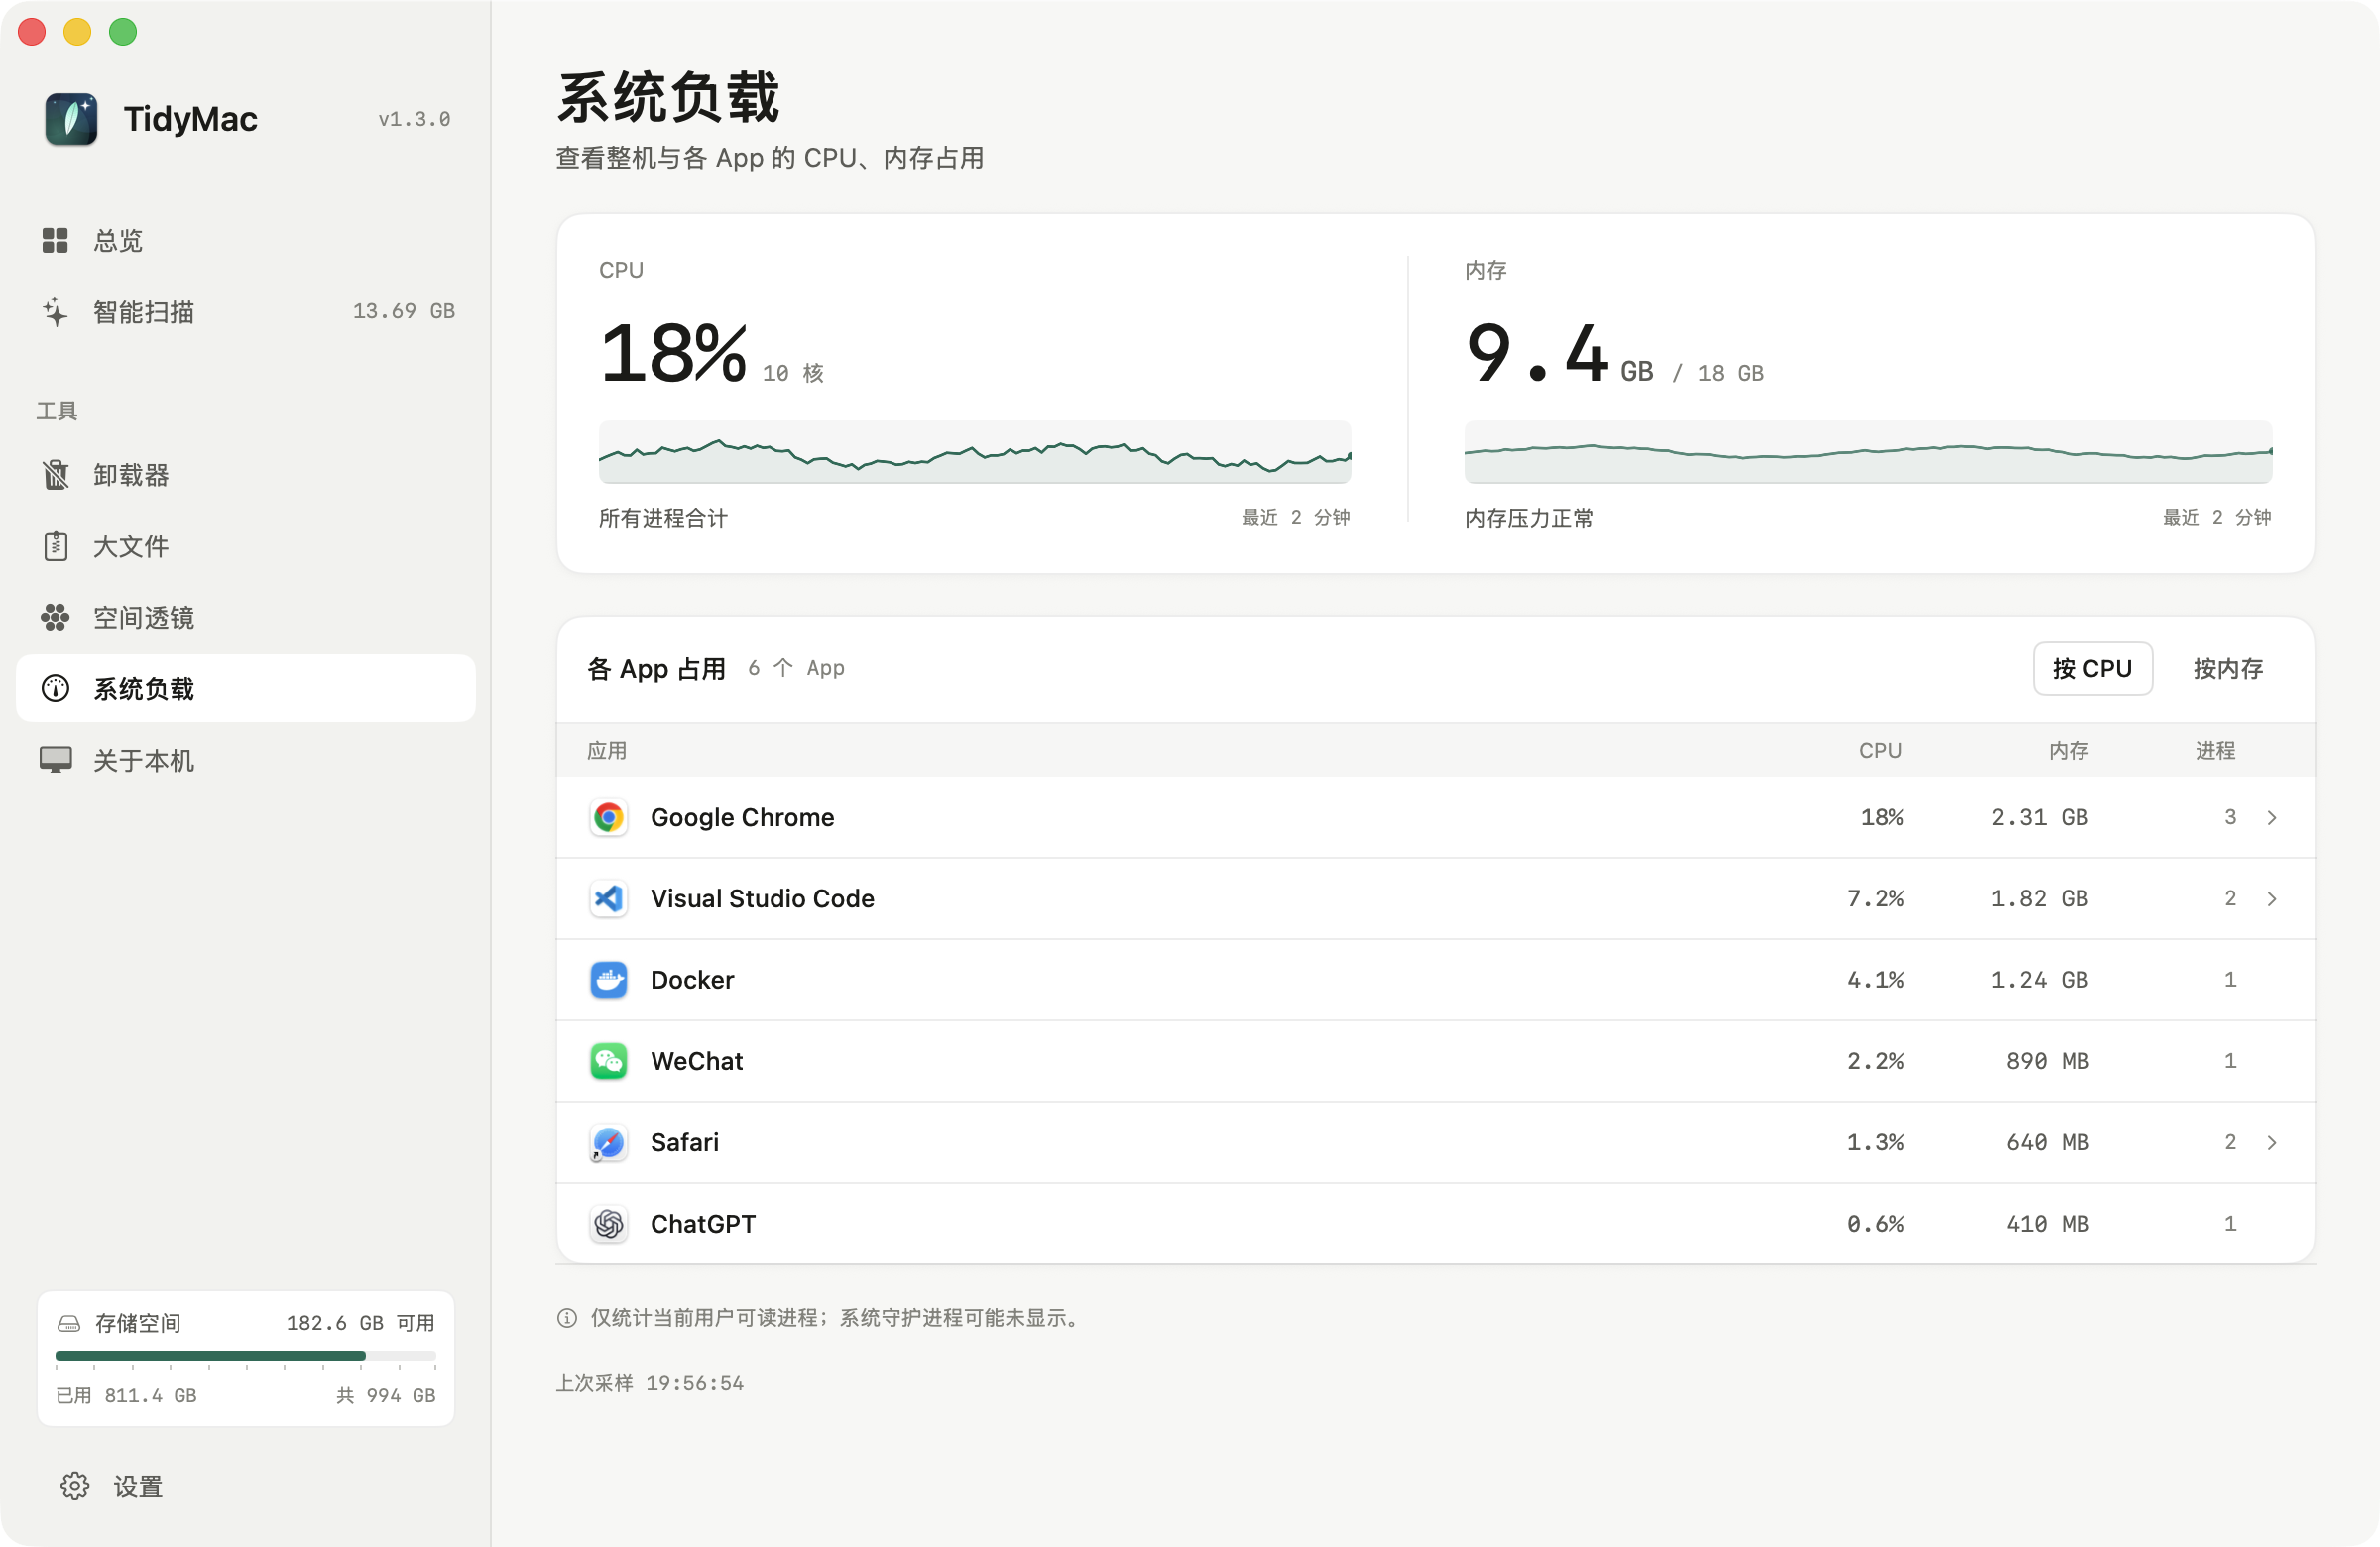 TidyMac v1.3.0
总览
智能扫描 13.69 GB
工具
卸载器
大文件
空间透镜
系统负载
关于本机
存储空间 182.6 GB 可用
已用 811.4 GB 共 994 GB
设置
系统负载
查看整机与各 App 的 CPU、内存占用
CPU
18% 10 核
所有进程合计 最近 2 分钟
内存
9.4 GB / 18 GB
内存压力正常 最近 2 分钟
各 App 占用 6 个 App 按 CPU 按内存
应用 CPU 内存 进程
Google Chrome 18% 2.31 GB 3
Visual Studio Code 7.2% 1.82 GB 2
Docker 4.1% 1.24 GB 1
WeChat 2.2% 890 MB 1
Safari 1.3% 640 MB 2
ChatGPT 0.6% 410 MB 1
仅统计当前用户可读进程；系统守护进程可能未显示。
上次采样 19:56:54